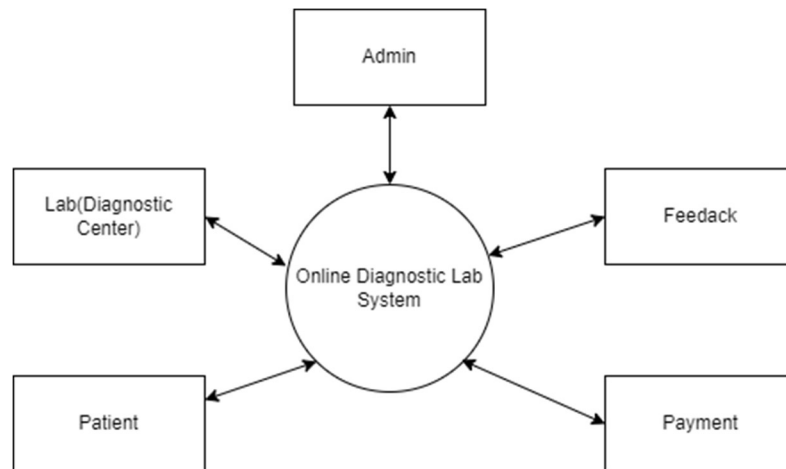 Admin
Lab(Diagnostic
Center)
Feedack
Online Diagnostic Lab
System
Patient
Payment